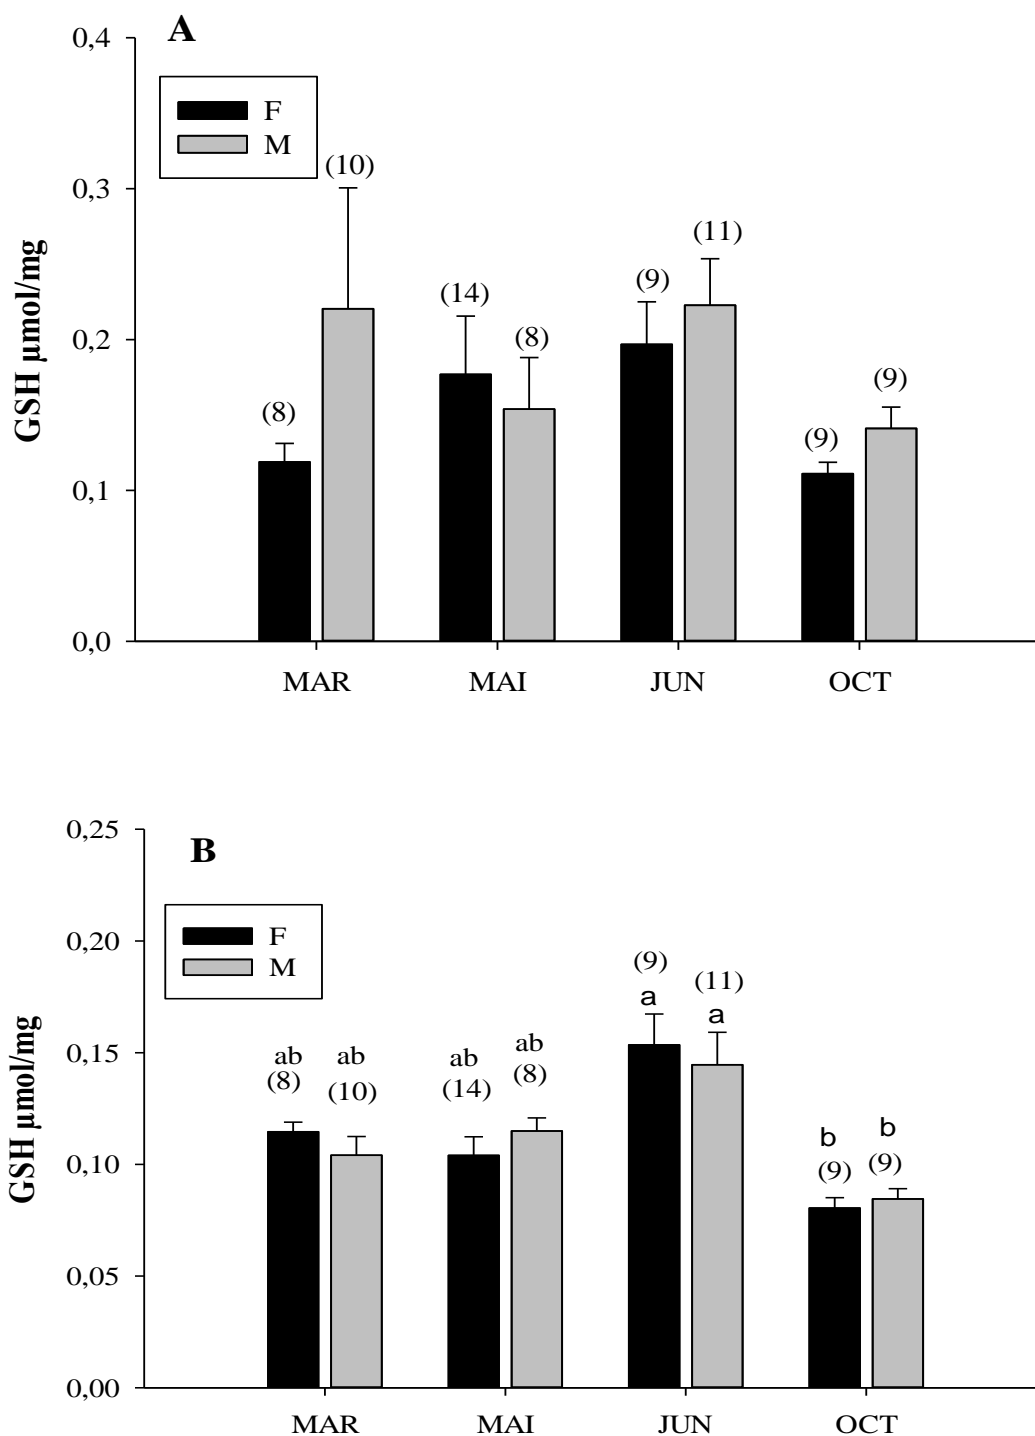 A
0,4
F
M
(10)
0,3
(11)
(9)
(14)
(8)
0,2
(9)
(8)
(9)
0,1
0,0
GSH µmol/mg
MAR MAI JUN OCT
0,25
B
F
M
0,20
(9)
a
(11)
a
0,15
ab
(8)
ab
(10)
ab
(14)
ab
(8)
b
(9)
b
(9)
0,10
0,05
0,00
GSH µmol/mg
MAR MAI JUN OCT